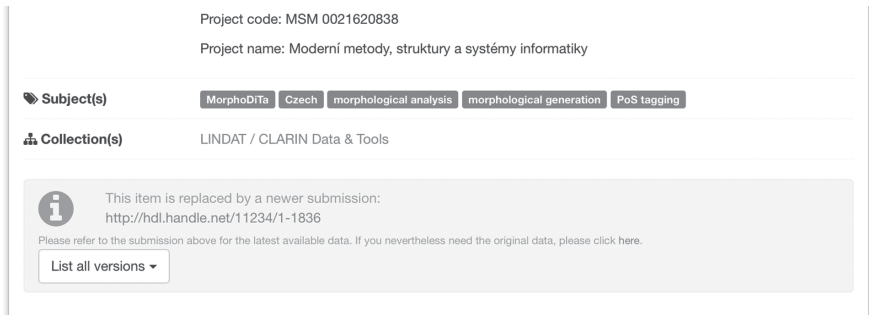 Project code: MSM 0021620838
Project name: Moderní metody, struktury a systémy informatiky
Subject(s) MorphoDiTa Czech morphological analysis morphological generation PoS tagging
Collection(s) LINDAT / CLARIN Data & Tools
This item is replaced by a newer submission:
http://hdl.handle.net/11234/1-1836
Please refer to the submission above for the latest available data. If you nevertheless need the original data, please click here.
List all versions